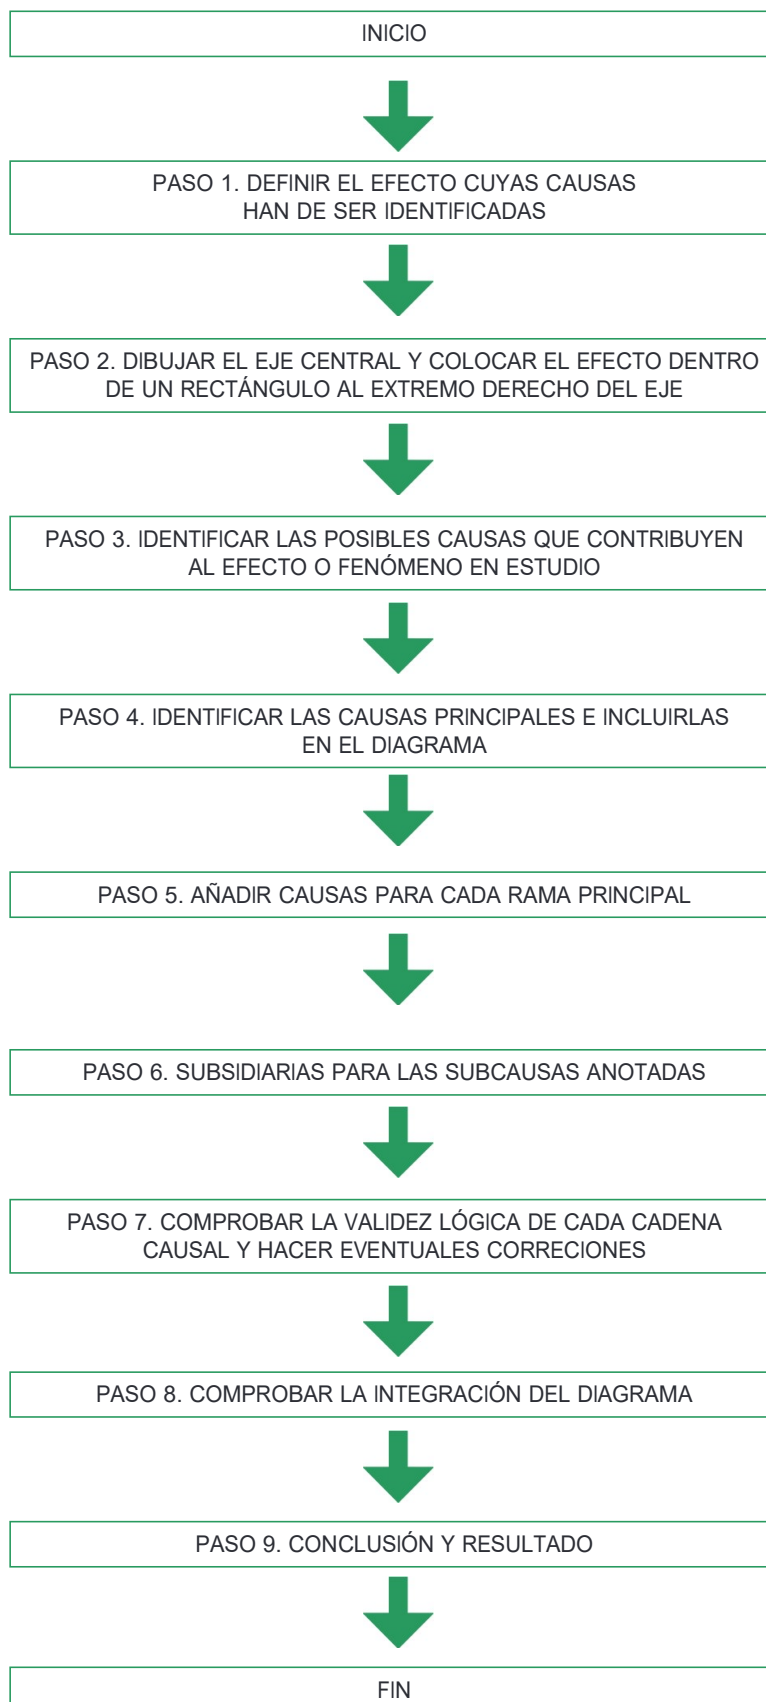 INICIO
PASO 1. DEFINIR EL EFECTO CUYAS CAUSAS
HAN DE SER IDENTIFICADAS
PASO 2. DIBUJAR EL EJE CENTRAL Y COLOCAR EL EFECTO DENTRO
DE UN RECTÁNGULO AL EXTREMO DERECHO DEL EJE
PASO 3. IDENTIFICAR LAS POSIBLES CAUSAS QUE CONTRIBUYEN
AL EFECTO O FENÓMENO EN ESTUDIO
PASO 4. IDENTIFICAR LAS CAUSAS PRINCIPALES E INCLUIRLAS
EN EL DIAGRAMA
PASO 5. AÑADIR CAUSAS PARA CADA RAMA PRINCIPAL
PASO 6. SUBSIDIARIAS PARA LAS SUBCAUSAS ANOTADAS
PASO 7. COMPROBAR LA VALIDEZ LÓGICA DE CADA CADENA
CAUSAL Y HACER EVENTUALES CORRECIONES
PASO 8. COMPROBAR LA INTEGRACIÓN DEL DIAGRAMA
PASO 9. CONCLUSIÓN Y RESULTADO
FIN